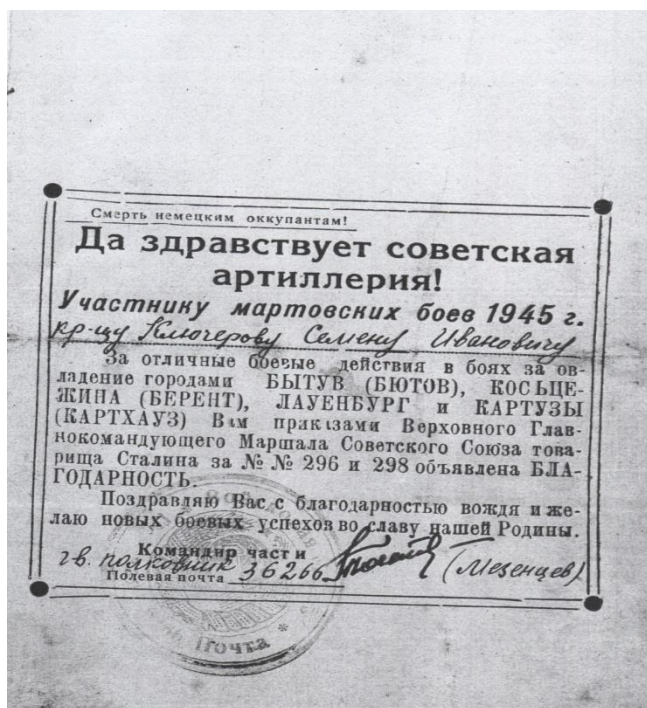 Смерть немецким оккупантам!
Да здравствует советская
артиллерия!
Участнику мартовских боев 1945 г.
кр-цу Ключерову Семену Ивановичу
За отличные боевые действия в боях за ов-
ладение городами БЫТУВ (БЮТОВ), КОСЬЦЕ-
ЖИНА (БЕРЕНТ), ЛАУЕНБУРГ и КАРТУЗЫ
(КАРТХАУЗ) Вам приказами Верховного Глав-
нокомандующего Маршала Советского Союза това-
рища Сталина за № № 296 и 298 объявлена БЛА-
ГОДАРНОСТЬ.
Поздравляю Вас с благодарностью вождя и же-
лаю новых боевых успехов во славу нашей Родины.
Командир части
гв. полковник (Мезенцев)
Полевая почта 36266
Почта